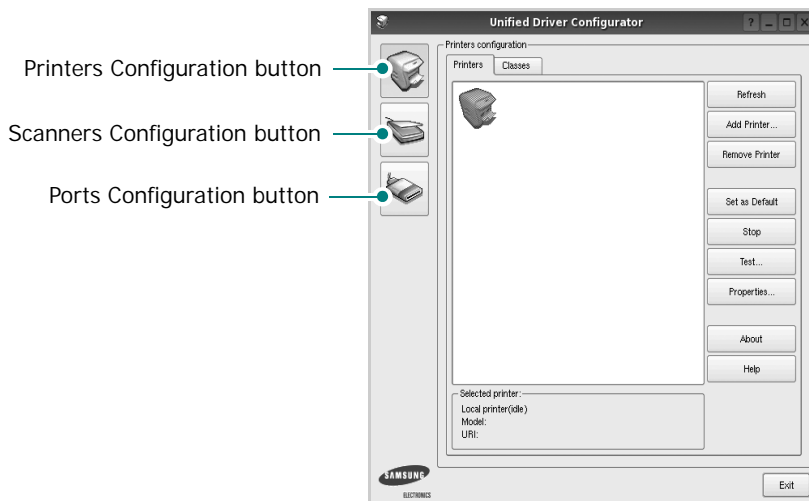 Unified Driver Configurator
?
Printers configuration
Printers Configuration button
Scanners Configuration button
Ports Configuration button
Printers
Classes
Refresh
Add Printer...
Remove Printer
Set as Default
Stop
Test...
Properties...
About
Help
Selected printer:
Local printer(idle)
Model:
URI:
SAMSUNG
ELECTRONICS
Exit